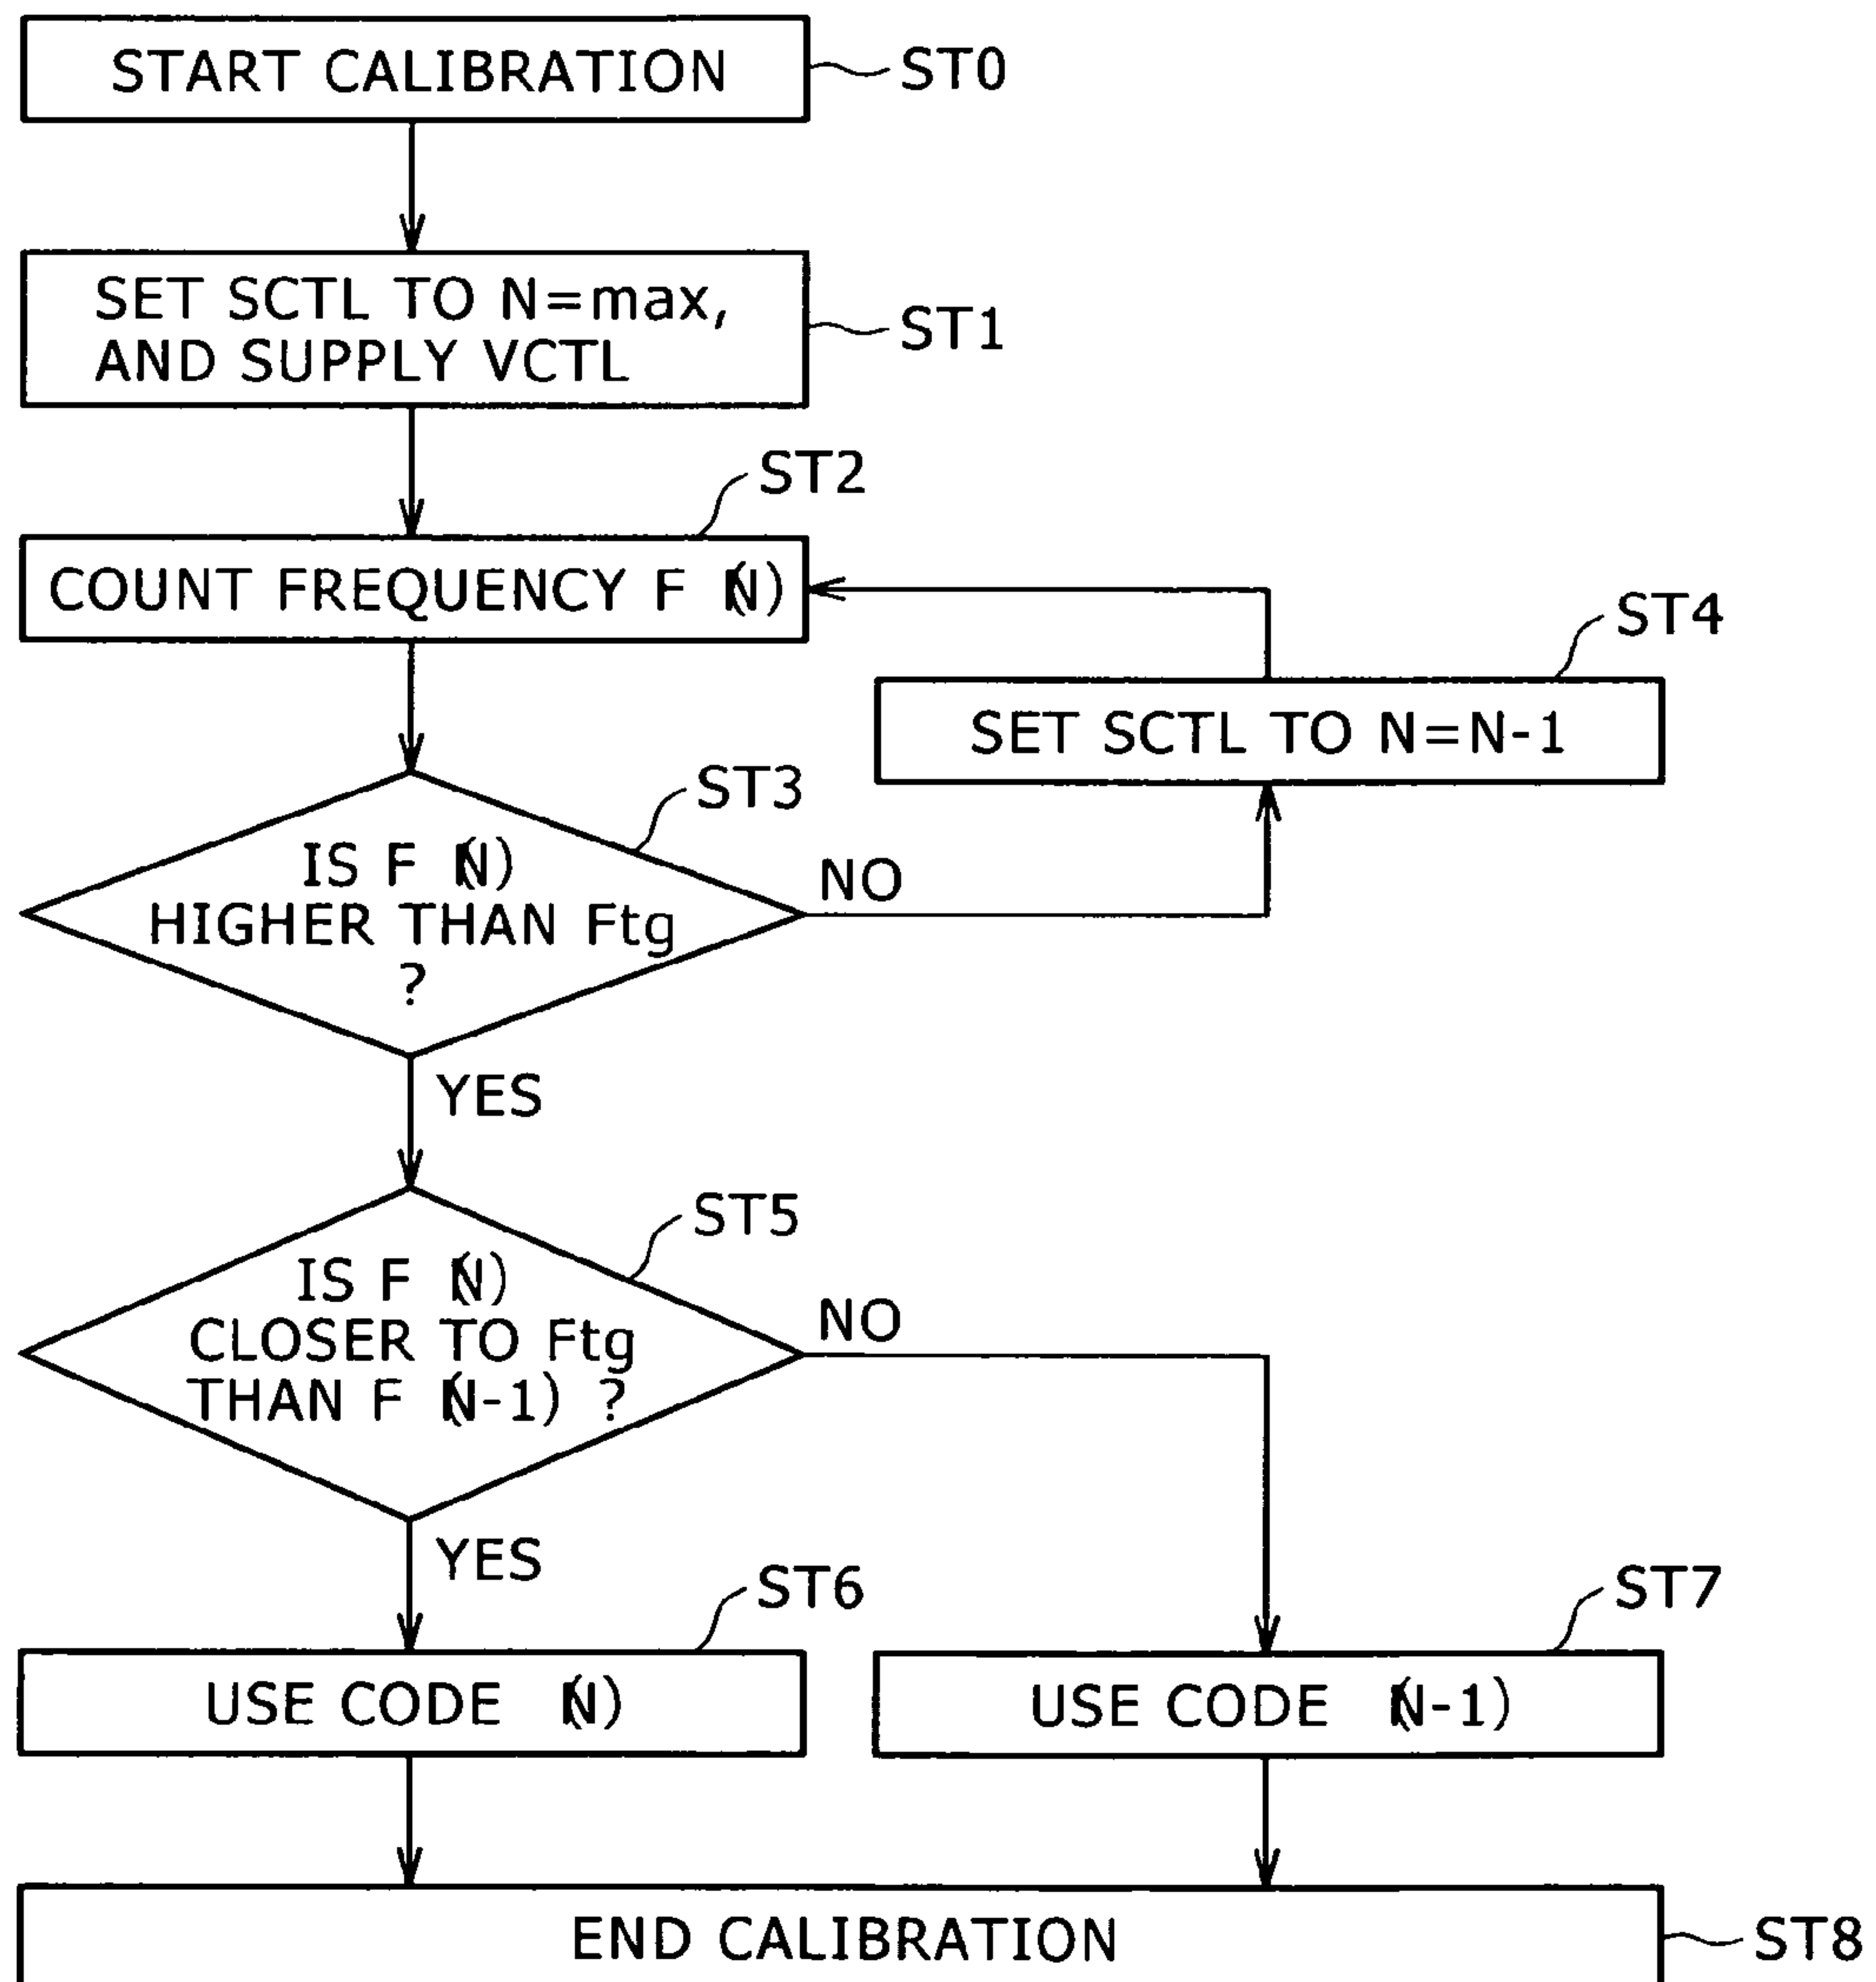 START CALIBRATION
ST0
SET SCTL TO N=max,
AND SUPPLY VCTL
ST1
ST2
COUNT FREQUENCY F (N)
ST4
SET SCTL TO N=N-1
ST3
IS F (N)
HIGHER THAN Ftg
?
NO
YES
ST5
IS F (N)
CLOSER TO Ftg
THAN F (N-1) ?
NO
YES
ST6
USE CODE (N)
ST7
USE CODE (N-1)
END CALIBRATION
ST8